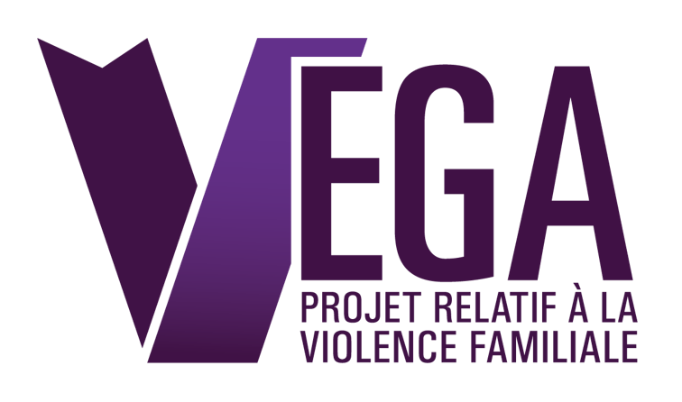 VEGA
PROJET RELATIF À LA
VIOLENCE FAMILIALE